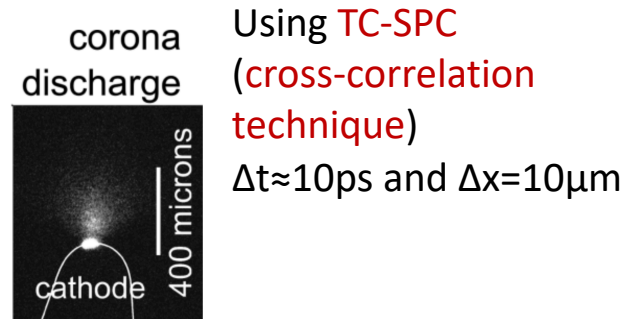 corona
discharge
400 microns
cathode
Using TC-SPC
(cross-correlation
technique)
Δt≈10ps and Δx=10μm